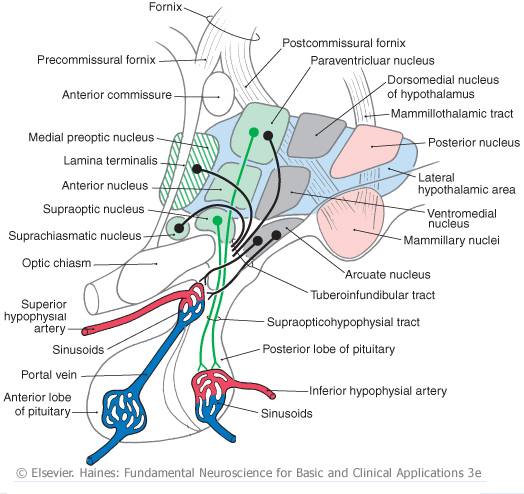 Fornix
Precommissural fornix
Anterior commissure
Medial preoptic nucleus
Lamina terminalis
Anterior nucleus
Supraoptic nucleus
Suprachiasmatic nucleus
Optic chiasm
Superior
hypophysial
artery
Sinusoids
Portal vein
Anterior lobe
of pituitary
Postcommissural fornix
Paraventricluar nucleus
Dorsomedial nucleus
of hypothalamus
Mammillothalamic tract
Posterior nucleus
Lateral
hypothalamic area
Ventromedial
nucleus
Mammillary nuclei
Arcuate nucleus
Tuberoinfundibular tract
Supraopticohypophysial tract
Posterior lobe of pituitary
Inferior hypophysial artery
Sinusoids
© Elsevier. Haines: Fundamental Neuroscience for Basic and Clinical Applications 3e